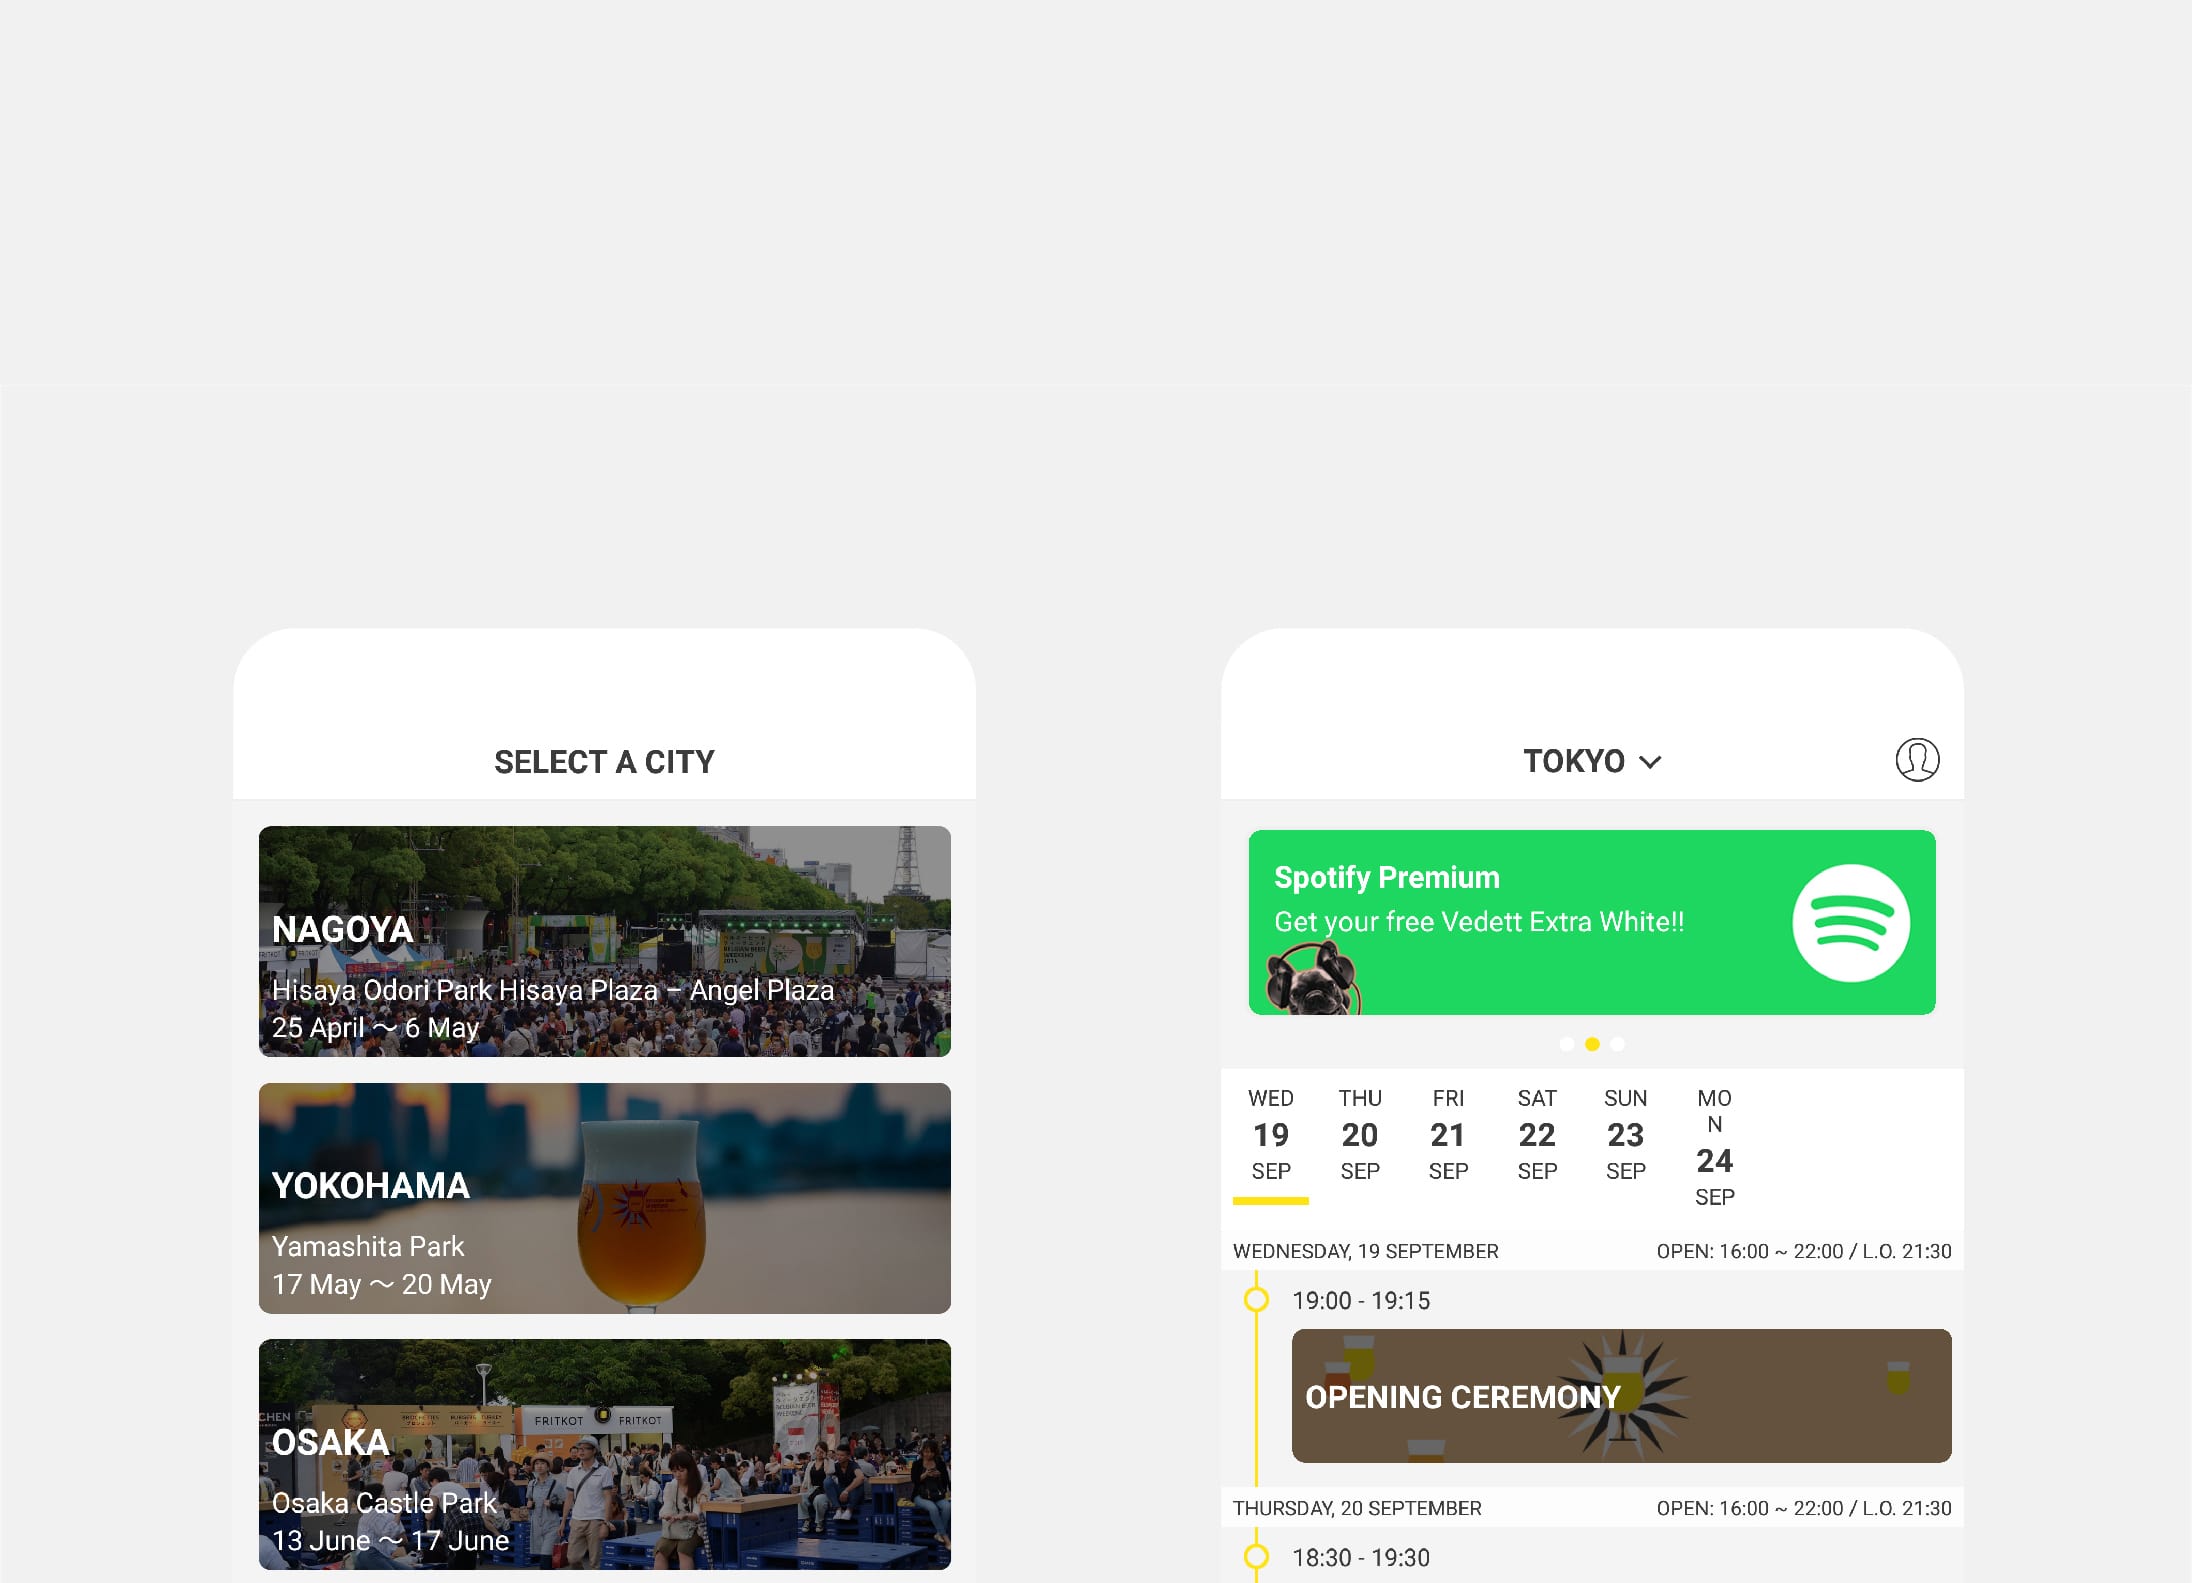 SELECT A CITY
NAGOYA
Hisaya Odori Park Hisaya Plaza – Angel Plaza
25 April 〜 6 May
YOKOHAMA
Yamashita Park
17 May 〜 20 May
FRITKOT
FRITKOT
OSAKA
Osaka Castle Park
13 June 〜 17 June
TOKYO
Spotify Premium
Get your free Vedett Extra White!!
WED THU FRI SAT SUN MO
N
19 20 21 22 23 24
SEP SEP SEP SEP SEP SEP
WEDNESDAY, 19 SEPTEMBER OPEN: 16:00 ~ 22:00 / L.O. 21:30
19:00 - 19:15
OPENING CEREMONY
THURSDAY, 20 SEPTEMBER OPEN: 16:00 ~ 22:00 / L.O. 21:30
18:30 - 19:30